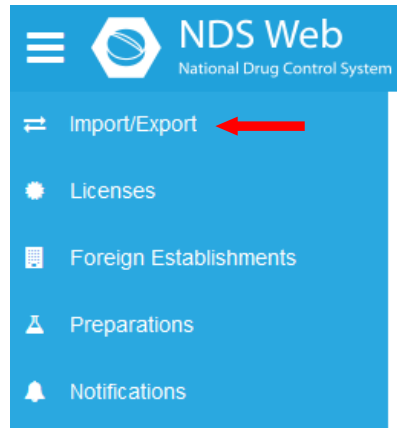 NDS Web
National Drug Control System
Import/Export
Licenses
Foreign Establishments
Preparations
Notifications